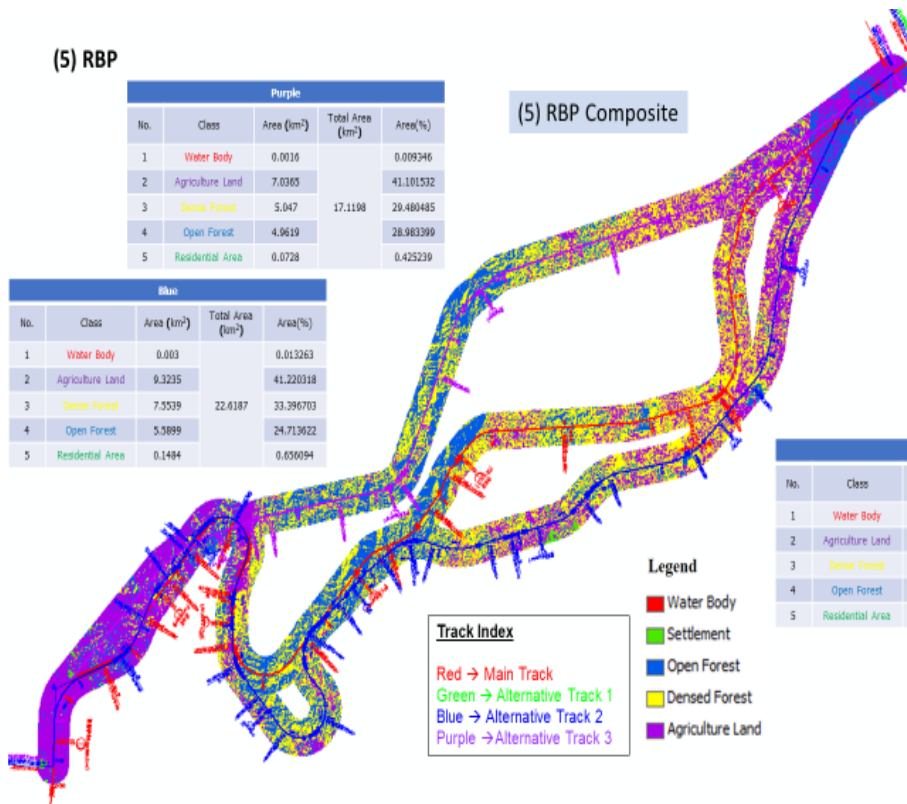 (5) RBP
(5) RBP Composite
Purple
No. Class Area (km²) Total Area (km²) Area(%)
1 Water Body 0.0016 17.1198 0.009346
2 Agriculture Land 7.0365 41.101532
3 Dense Forest 5.047 29.480485
4 Open Forest 4.9619 28.983399
5 Residential Area 0.0728 0.425239
Blue
No. Class Area (km²) Total Area (km²) Area(%)
1 Water Body 0.003 22.6187 0.013263
2 Agriculture Land 9.3235 41.220318
3 Dense Forest 7.5539 33.396703
4 Open Forest 5.5899 24.713622
5 Residential Area 0.1484 0.656094
No. Class
1 Water Body
2 Agriculture Land
3 Dense Forest
4 Open Forest
5 Residential Area
Track Index
Red → Main Track
Green → Alternative Track 1
Blue → Alternative Track 2
Purple → Alternative Track 3
Legend
Water Body
Settlement
Open Forest
Densed Forest
Agriculture Land